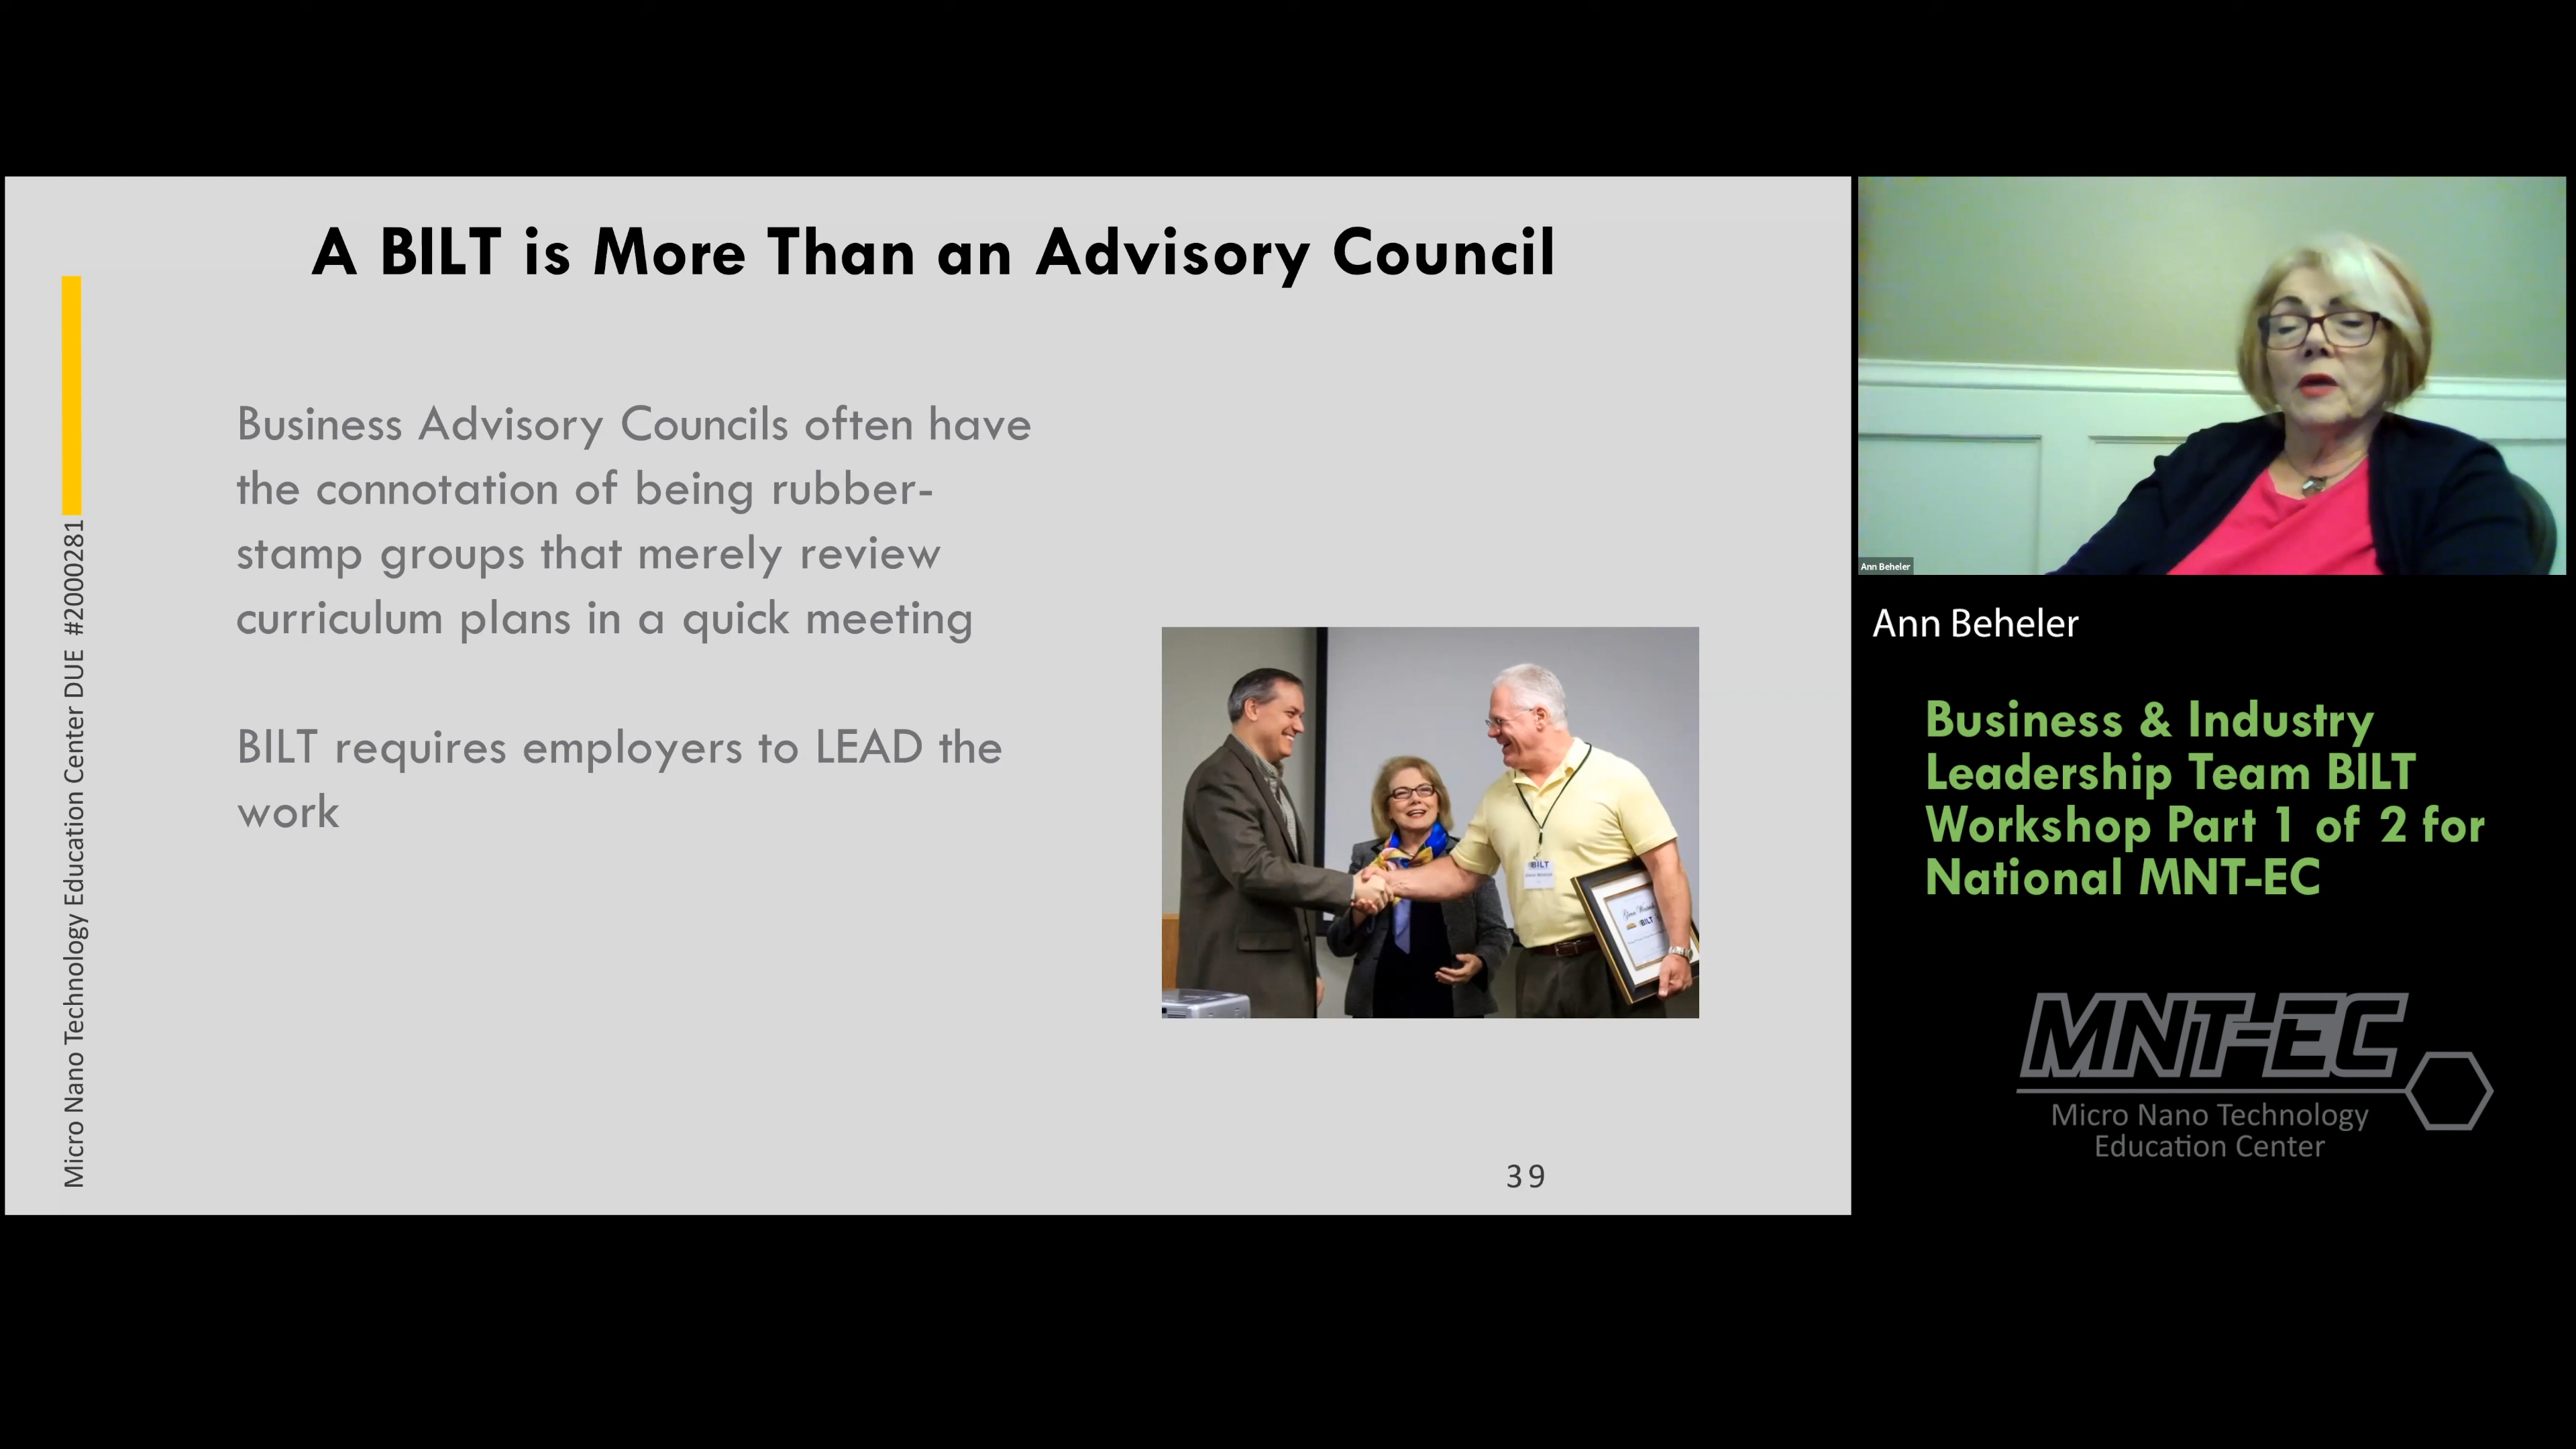 A BILT is More Than an Advisory Council
Business Advisory Councils often have
the connotation of being rubber-
stamp groups that merely review
curriculum plans in a quick meeting
BILT requires employers to LEAD the
work
Micro Nano Technology Education Center DUE #2000281
BILT
BILT
39
Ann Beheler
Ann Beheler
Business & Industry
Leadership Team BILT
Workshop Part 1 of 2 for
National MNT-EC
MNT-EC
Micro Nano Technology
Education Center